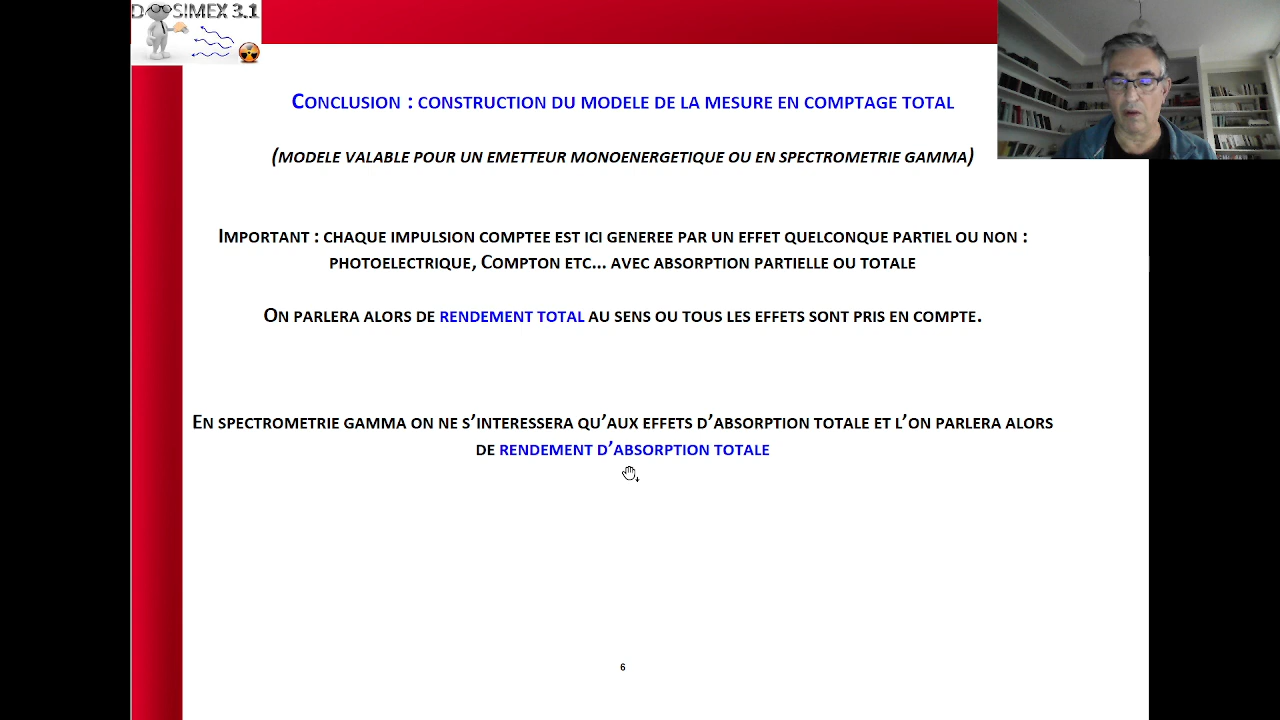 DOSIMEX 3.1
CONCLUSION : CONSTRUCTION DU MODELE DE LA MESURE EN COMPTAGE TOTAL
(MODELE VALABLE POUR UN EMETTEUR MONOENERGETIQUE OU EN SPECTROMETRIE GAMMA)
IMPORTANT : CHAQUE IMPULSION COMPTEE EST ICI GENEREE PAR UN EFFET QUELCONQUE PARTIEL OU NON :
PHOTOELECTRIQUE, COMPTON ETC... AVEC ABSORPTION PARTIELLE OU TOTALE
ON PARLERA ALORS DE RENDEMENT TOTAL AU SENS OU TOUS LES EFFETS SONT PRIS EN COMPTE.
EN SPECTROMETRIE GAMMA ON NE S’INTERESSERA QU’AUX EFFETS D’ABSORPTION TOTALE ET L’ON PARLERA ALORS
DE RENDEMENT D’ABSORPTION TOTALE
6